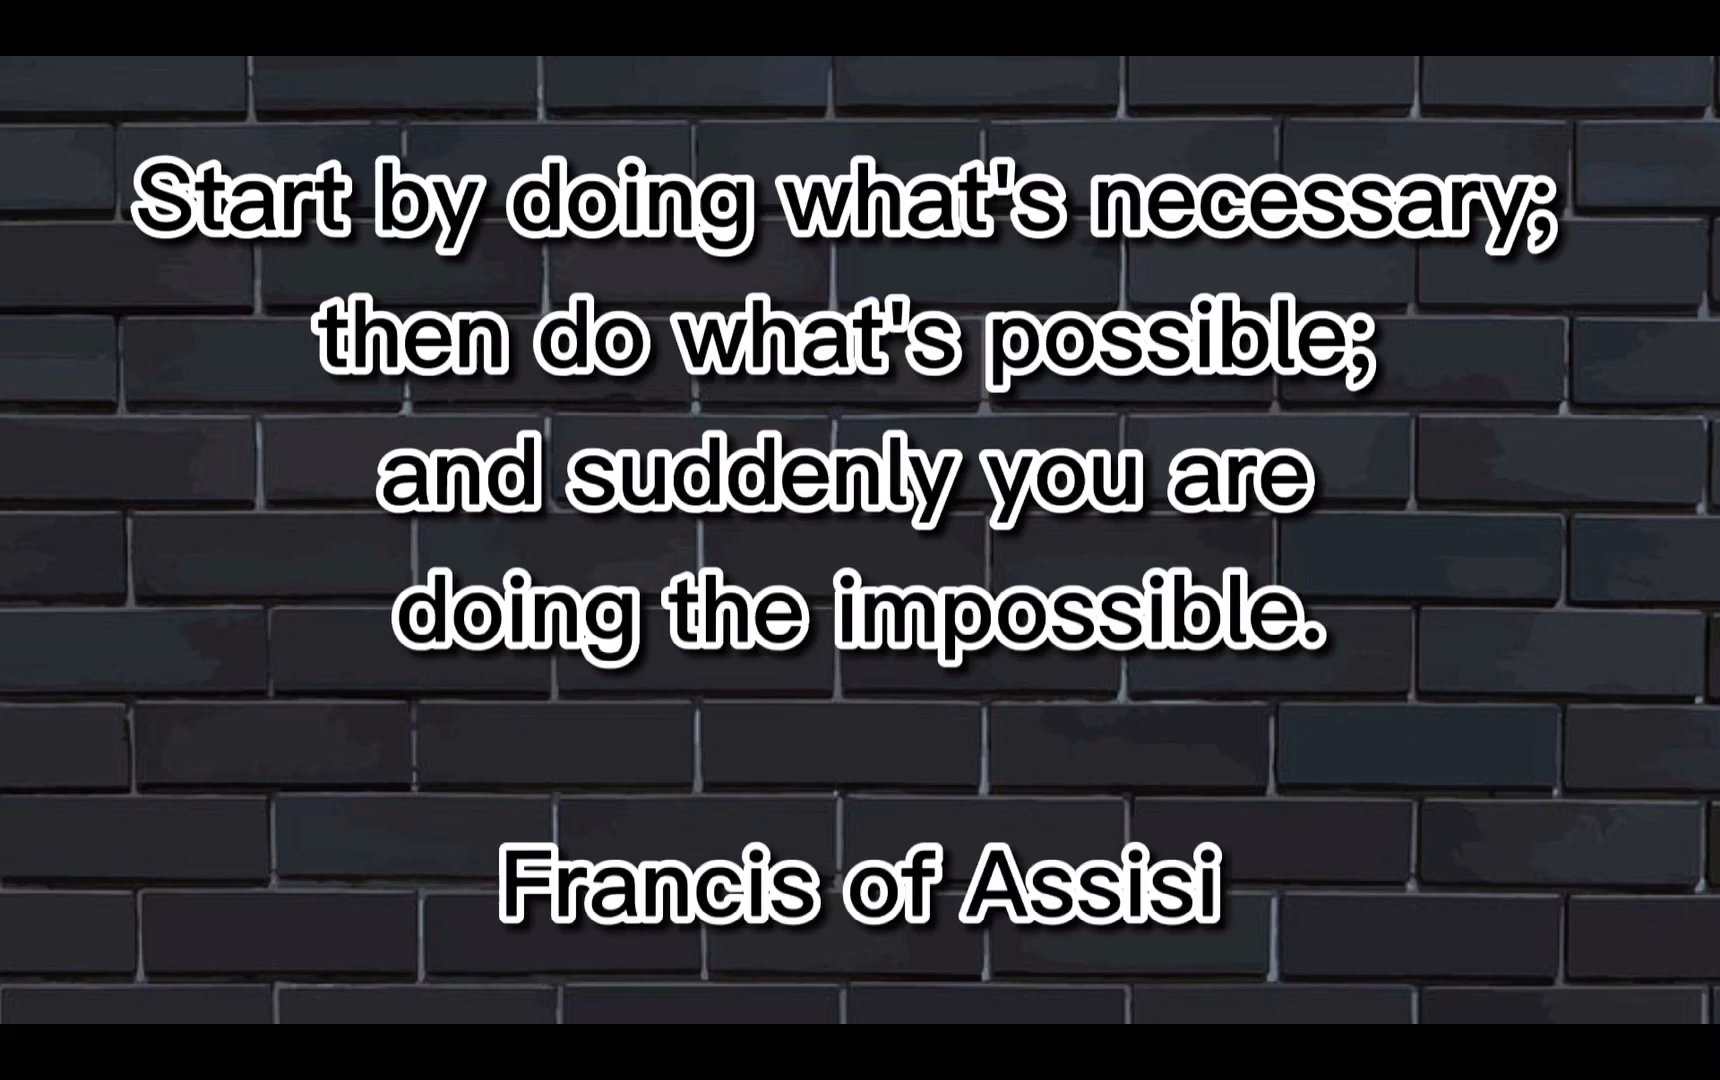 Start by doing what's necessary;
then do what's possible;
and suddenly you are
doing the impossible.
Francis of Assisi